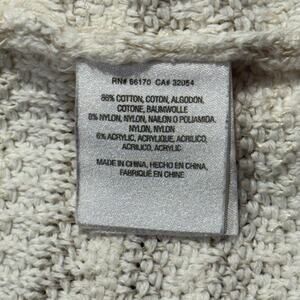 RN# 66170 CA# 32054
86% COTTON, COTON, ALGODON,
COTONE, BAUMWOLLE
8% NYLON, NYLON, NAILON O POLIAMIDA,
NYLON, NYLON
6% ACRYLIC, ACRYLIQUE, ACRILICO,
ACRILICO, ACRYLIC
MADE IN CHINA, HECHO EN CHINA,
FABRIQUE EN CHINE